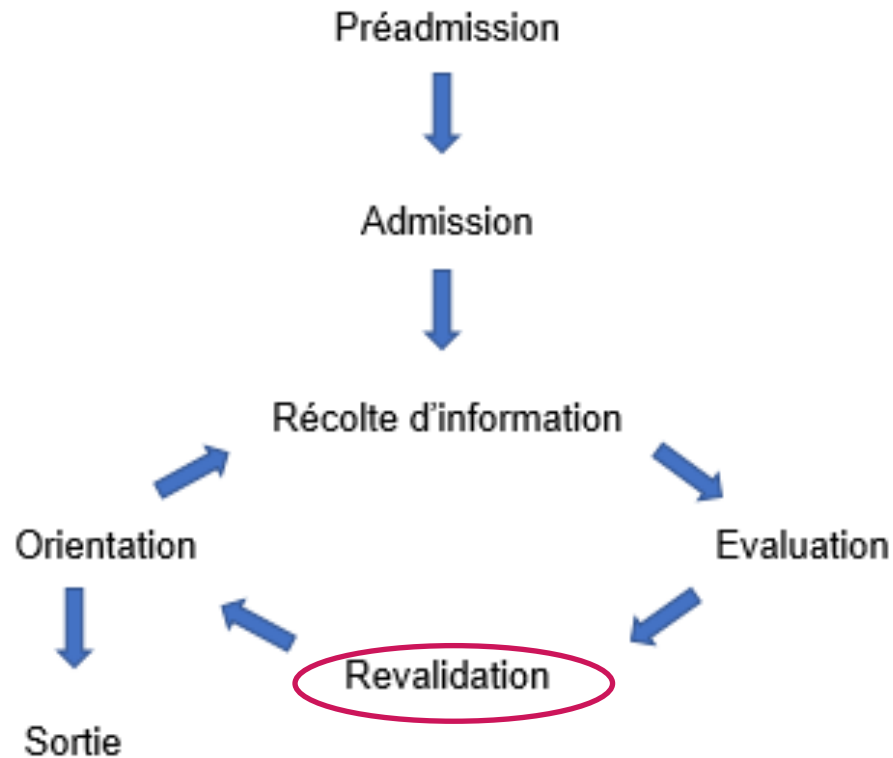 Préadmission
Admission
Récolte d’information
Orientation
Evaluation
Revalidation
Sortie